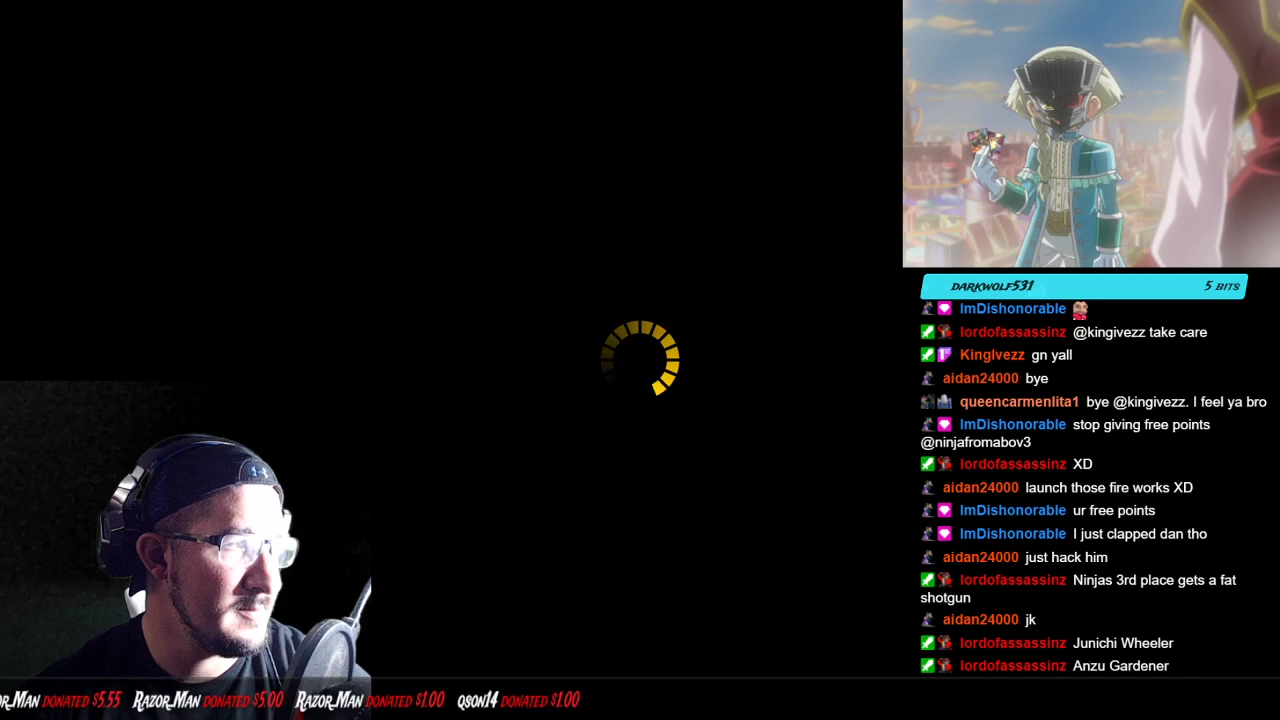 DARKWOLF531 5 BITS
ImDishonorable
lordofassassinz @kingivezz take care
KingIvezz gn yall
aidan24000 bye
queencarmenlita1 bye @kingivezz. I feel ya bro
ImDishonorable stop giving free points
@ninjafromabov3
lordofassassinz XD
aidan24000 launch those fire works XD
ImDishonorable ur free points
ImDishonorable I just clapped dan tho
aidan24000 just hack him
lordofassassinz Ninjas 3rd place gets a fat
shotgun
aidan24000 jk
lordofassassinz Junichi Wheeler
lordofassassinz Anzu Gardener
OR_MAN DONATED $5.55 RAZOR_MAN DONATED $5.00 RAZOR_MAN DONATED $1.00 QSON14 DONATED $1.00